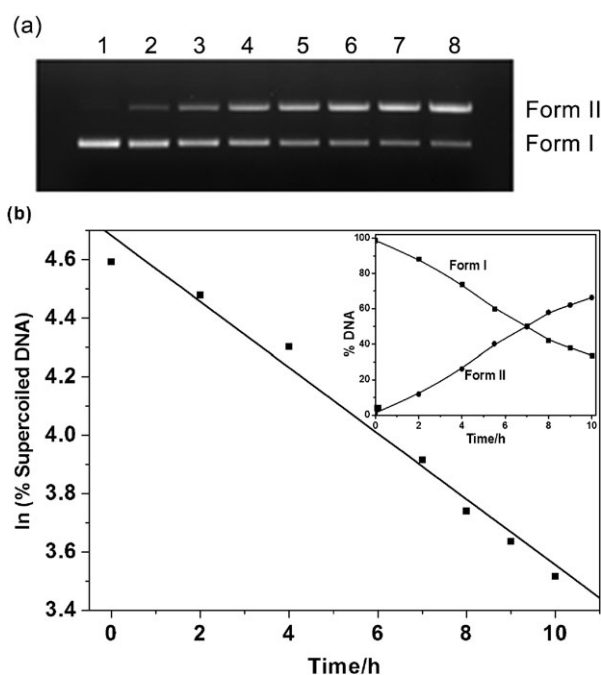 (a)
1 2 3 4 5 6 7 8
Form II
Form I
(b)
ln (% Supercoiled DNA)
4.6
4.4
4.2
4.0
3.8
3.6
3.4
0 2 4 6 8 10
Time/h
% DNA
100
80
60
40
20
0
Form I
Form II
0 2 4 6 8 10
Time/h